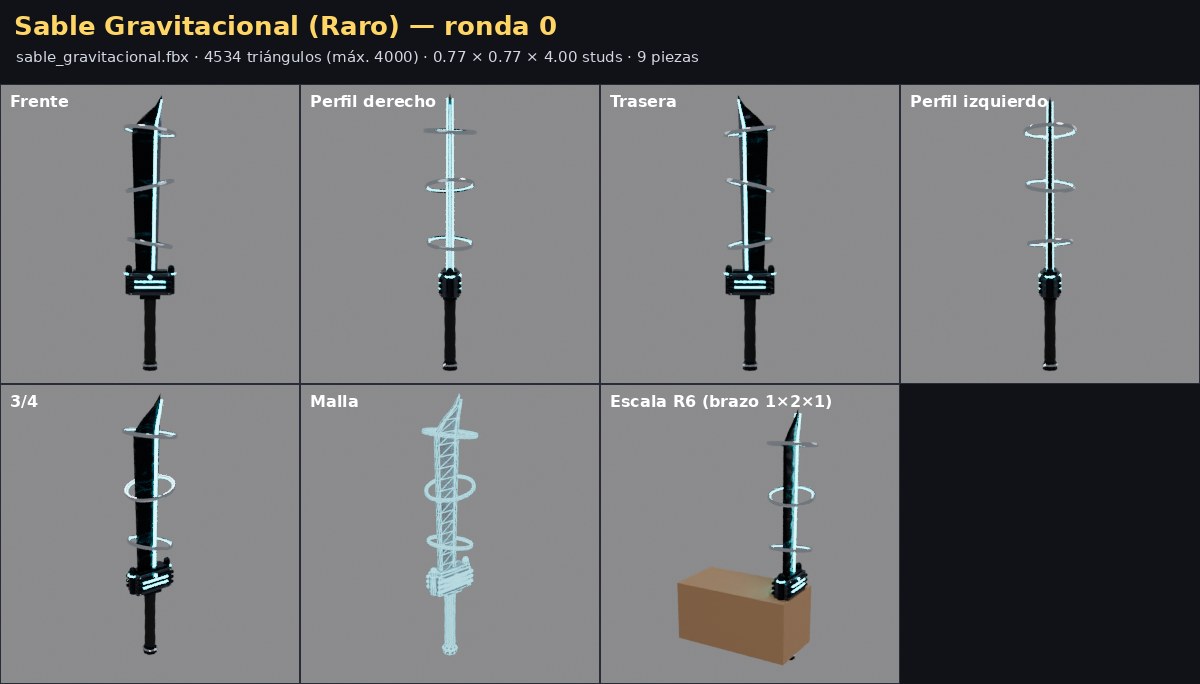 Sable Gravitacional (Raro) — ronda 0
sable_gravitacional.fbx · 4534 triángulos (máx. 4000) · 0.77 × 0.77 × 4.00 studs · 9 piezas
Frente
Perfil derecho
Trasera
Perfil izquierdo
3/4
Malla
Escala R6 (brazo 1×2×1)